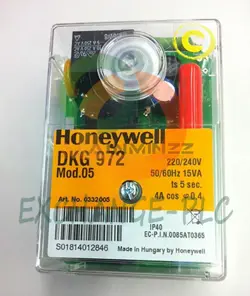 Honeywell
DKG 972
Mod.05
220/240V
50/60Hz 15VA
ts 5 sec.
4A cos φ 0.4
Art. No. 0332005
IP40
EC-P.I.N.0085AT0365
S01814012846
Made in Hungary by Honeywell